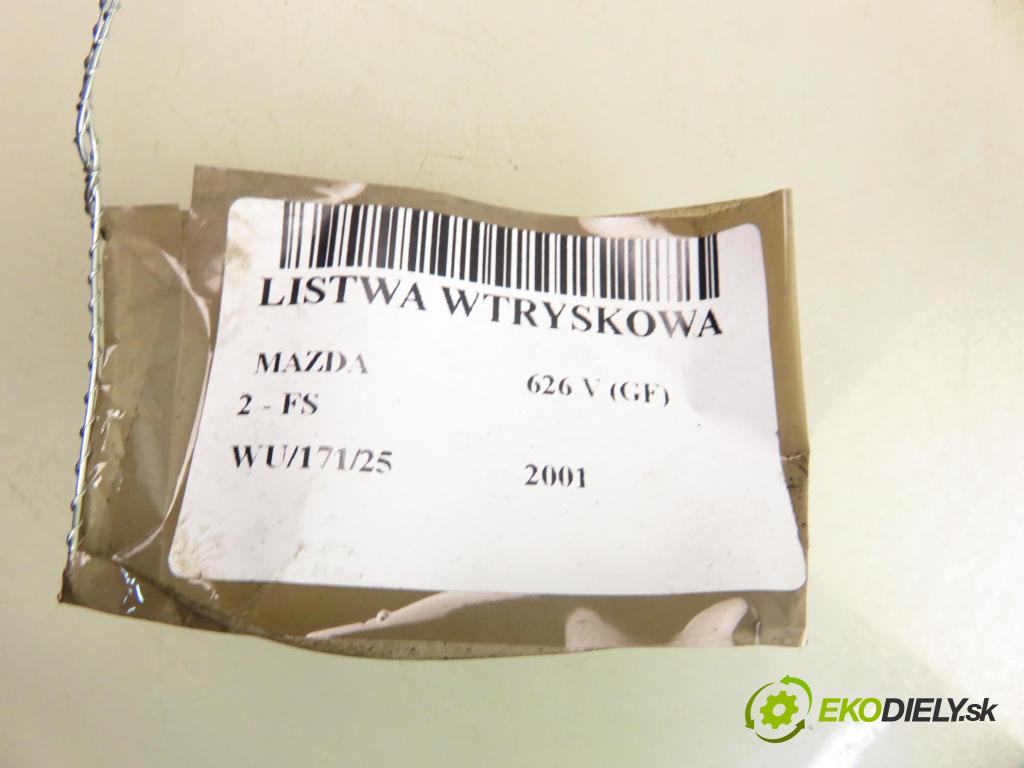 LISTWA WTRYSKOWA
MAZDA
626 V (GF)
2 - FS
WU/171/25
2001
EKODIELY.sk